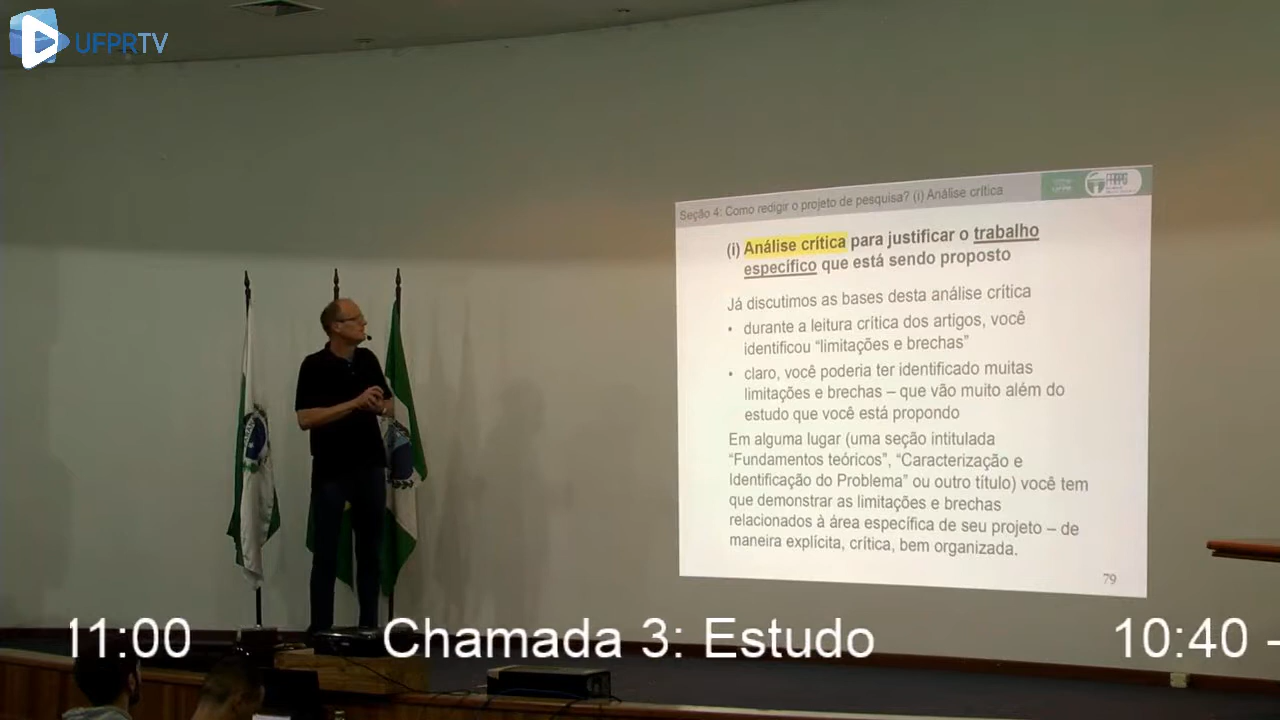 UFPRTV
Seção 4: Como redigir o projeto de pesquisa? (i) Análise crítica
(i) Análise crítica para justificar o trabalho
específico que está sendo proposto
Já discutimos as bases desta análise crítica
• durante a leitura crítica dos artigos, você
identificou “limitações e brechas”
• claro, você poderia ter identificado muitas
limitações e brechas – que vão muito além do
estudo que você está propondo
Em alguma lugar (uma seção intitulada
“Fundamentos teóricos”, “Caracterização e
Identificação do Problema” ou outro título) você tem
que demonstrar as limitações e brechas
relacionados à área específica de seu projeto – de
maneira explícita, crítica, bem organizada.
79
11:00 Chamada 3: Estudo 10:40 -